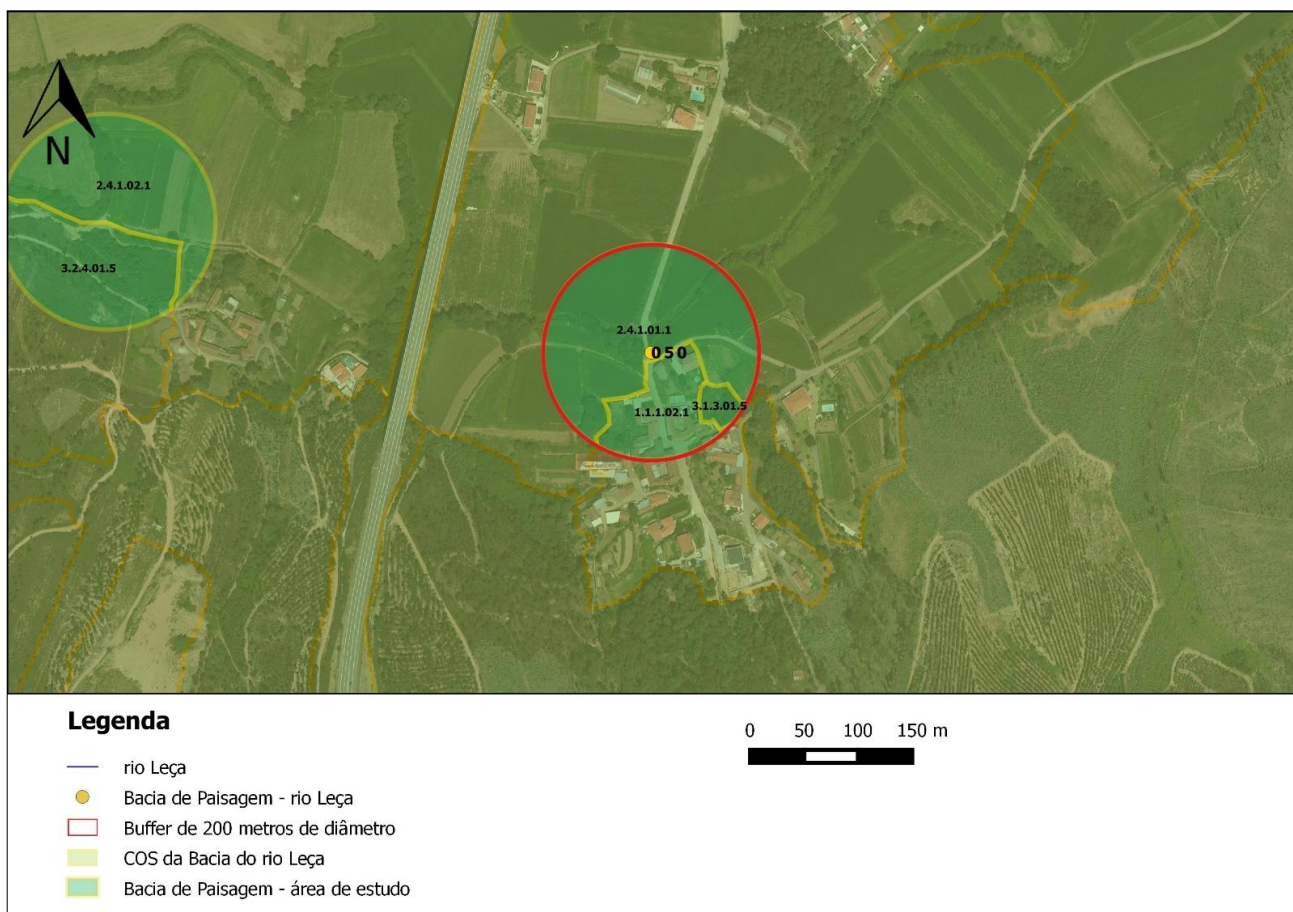 N
2.4.1.02.1
3.2.4.01.5
2.4.1.01.1
050
1.1.1.02.1
3.1.3.01.5
Legenda
rio Leça
Bacia de Paisagem - rio Leça
Buffer de 200 metros de diâmetro
COS da Bacia do rio Leça
Bacia de Paisagem - área de estudo
0 50 100 150 m